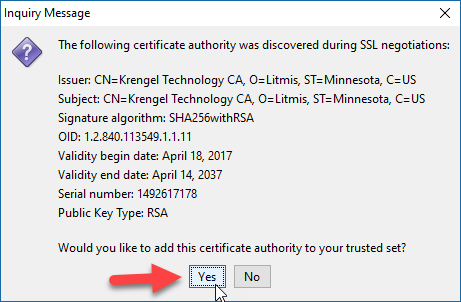 Inquiry Message
The following certificate authority was discovered during SSL negotiations:
Issuer: CN=Krengel Technology CA, O=Litmis, ST=Minnesota, C=US
Subject: CN=Krengel Technology CA, O=Litmis, ST=Minnesota, C=US
Signature algorithm: SHA256withRSA
OID: 1.2.840.113549.1.1.11
Validity begin date: April 18, 2017
Validity end date: April 14, 2037
Serial number: 1492617178
Public Key Type: RSA
Would you like to add this certificate authority to your trusted set?
Yes No